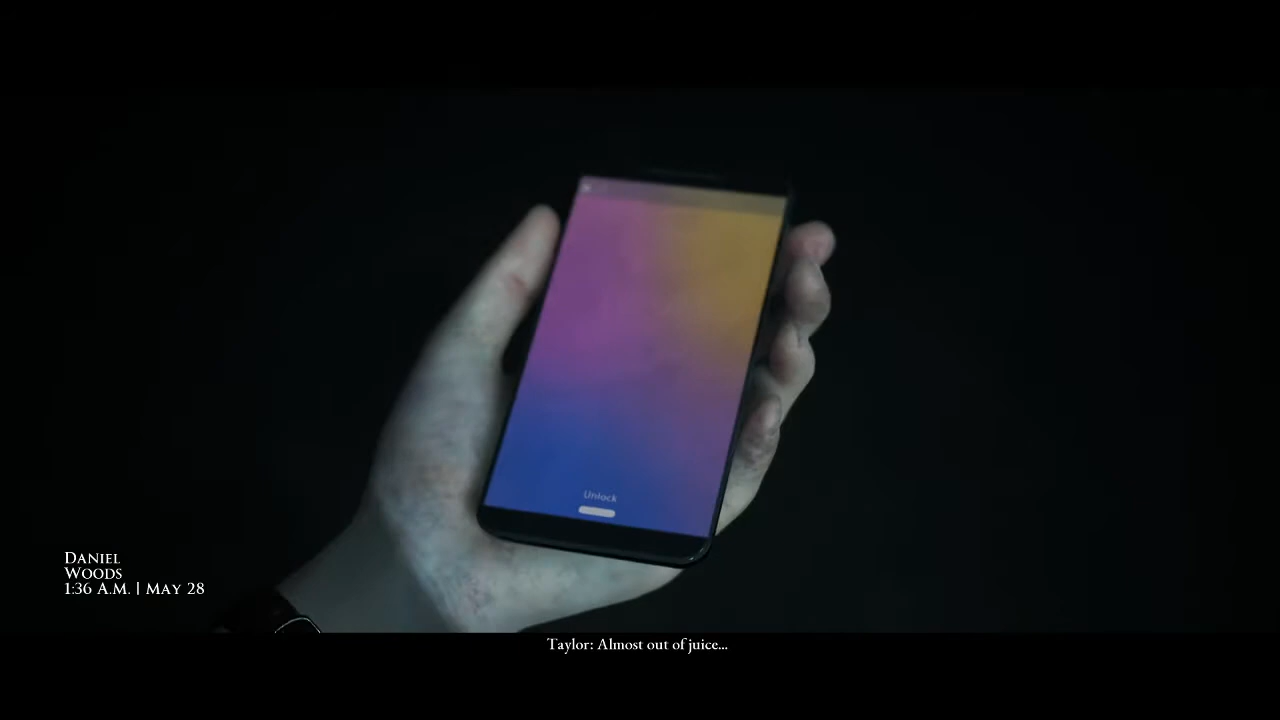 Unlock
Daniel
Woods
1:36 A.M. | May 28
Taylor: Almost out of juice...